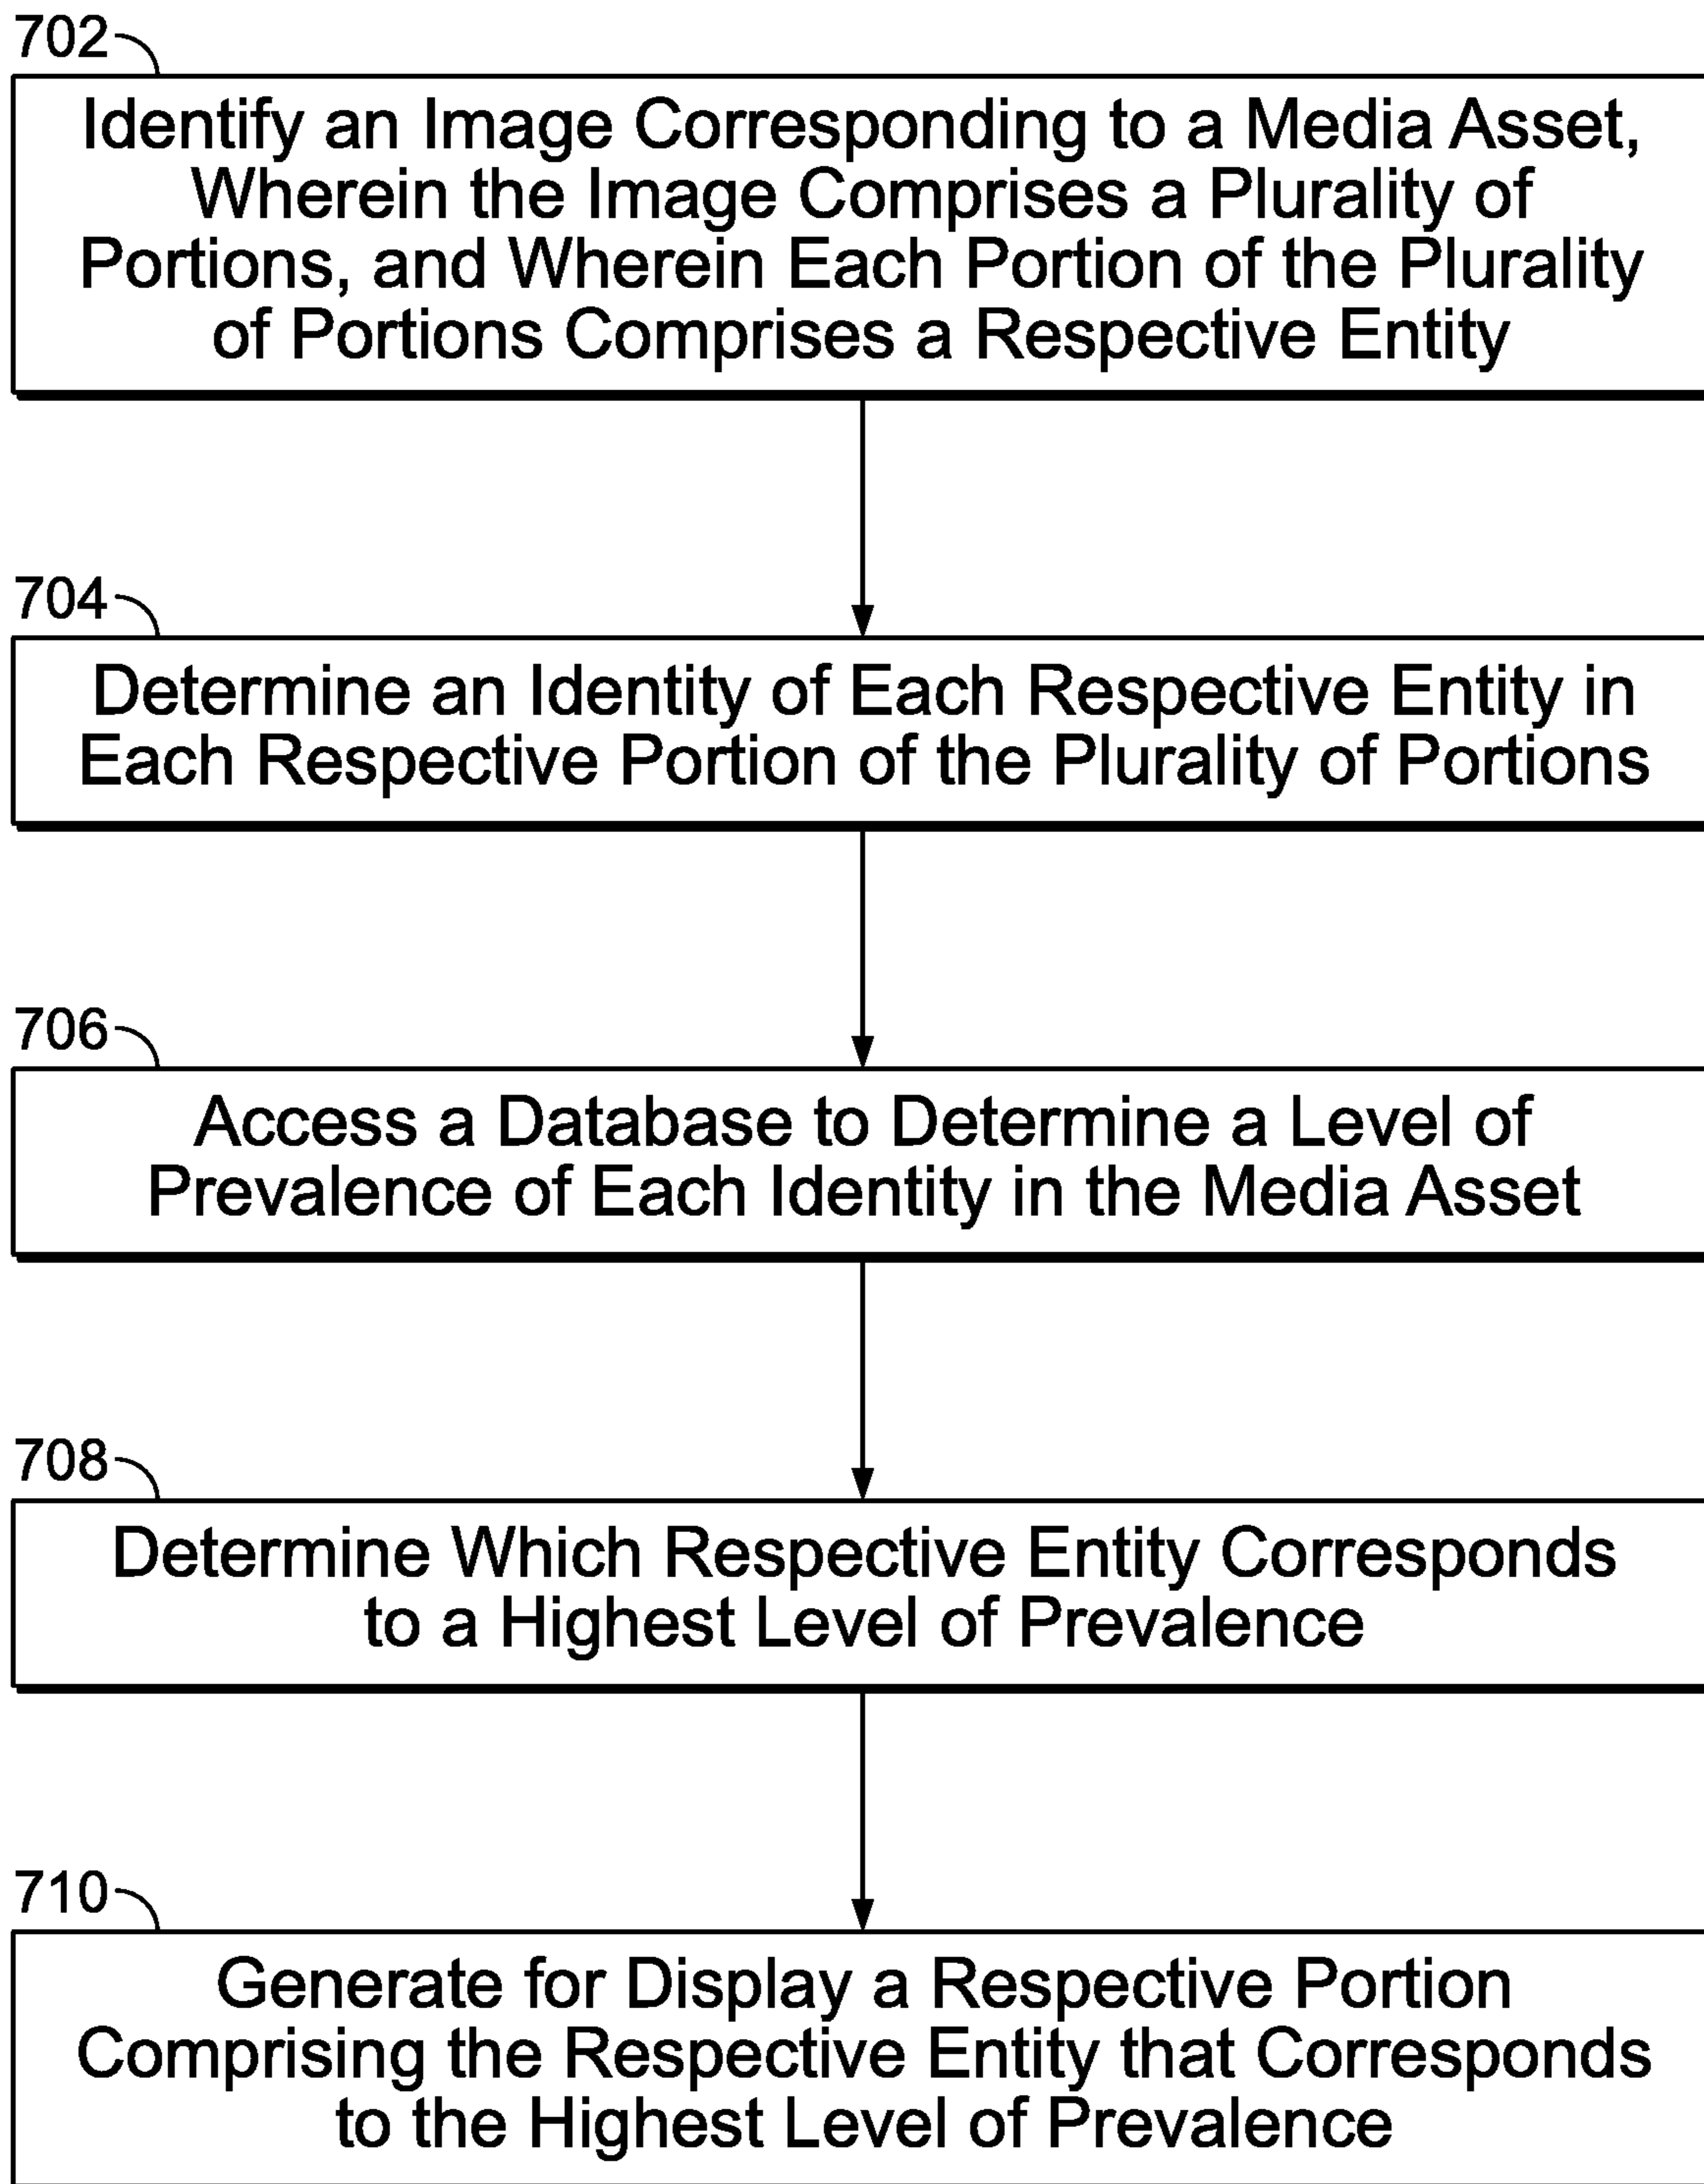 702
Identify an Image Corresponding to a Media Asset,
Wherein the Image Comprises a Plurality of
Portions, and Wherein Each Portion of the Plurality
of Portions Comprises a Respective Entity
704
Determine an Identity of Each Respective Entity in
Each Respective Portion of the Plurality of Portions
706
Access a Database to Determine a Level of
Prevalence of Each Identity in the Media Asset
708
Determine Which Respective Entity Corresponds
to a Highest Level of Prevalence
710
Generate for Display a Respective Portion
Comprising the Respective Entity that Corresponds
to the Highest Level of Prevalence